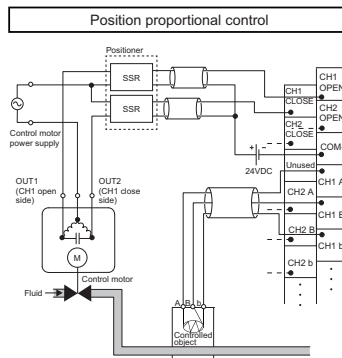 Position proportional control
Positioner
SSR
SSR
Control motor
power supply
OUT1
(CH1 open
side)
OUT2
(CH1 close
side)
M
Control motor
Fluid
A B b
Controlled
object
24VDC
CH1
OPEN
CH1
CLOSE
CH2
OPEN
CH2
CLOSE
COM-
Unused
CH1 A
CH2 A
CH1 B
CH2 B
CH1 b
CH2 b